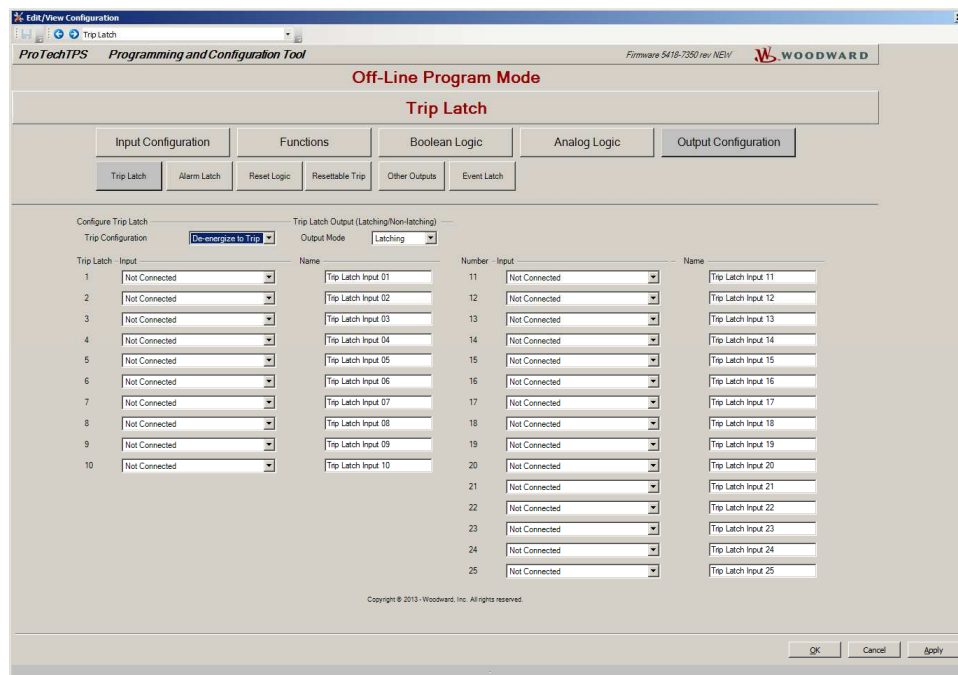 Edit/View Configuration
Trip Latch
ProTechTPS Programming and Configuration Tool Firmware 5418-7350 rev NEW WOODWARD
Off-Line Program Mode
Trip Latch
Input Configuration Functions Boolean Logic Analog Logic Output Configuration
Trip Latch Alarm Latch Reset Logic Resettable Trip Other Outputs Event Latch
Configure Trip Latch Trip Latch Output (Latching/Non-latching)
Trip Configuration De-energize to Trip Output Mode Latching
Trip Latch Input Name Number Input Name
1 Not Connected Trip Latch Input 01 11 Not Connected Trip Latch Input 11
2 Not Connected Trip Latch Input 02 12 Not Connected Trip Latch Input 12
3 Not Connected Trip Latch Input 03 13 Not Connected Trip Latch Input 13
4 Not Connected Trip Latch Input 04 14 Not Connected Trip Latch Input 14
5 Not Connected Trip Latch Input 05 15 Not Connected Trip Latch Input 15
6 Not Connected Trip Latch Input 06 16 Not Connected Trip Latch Input 16
7 Not Connected Trip Latch Input 07 17 Not Connected Trip Latch Input 17
8 Not Connected Trip Latch Input 08 18 Not Connected Trip Latch Input 18
9 Not Connected Trip Latch Input 09 19 Not Connected Trip Latch Input 19
10 Not Connected Trip Latch Input 10 20 Not Connected Trip Latch Input 20
21 Not Connected Trip Latch Input 21
22 Not Connected Trip Latch Input 22
23 Not Connected Trip Latch Input 23
24 Not Connected Trip Latch Input 24
25 Not Connected Trip Latch Input 25
Copyright © 2013 - Woodward, Inc. All rights reserved.
OK Cancel Apply